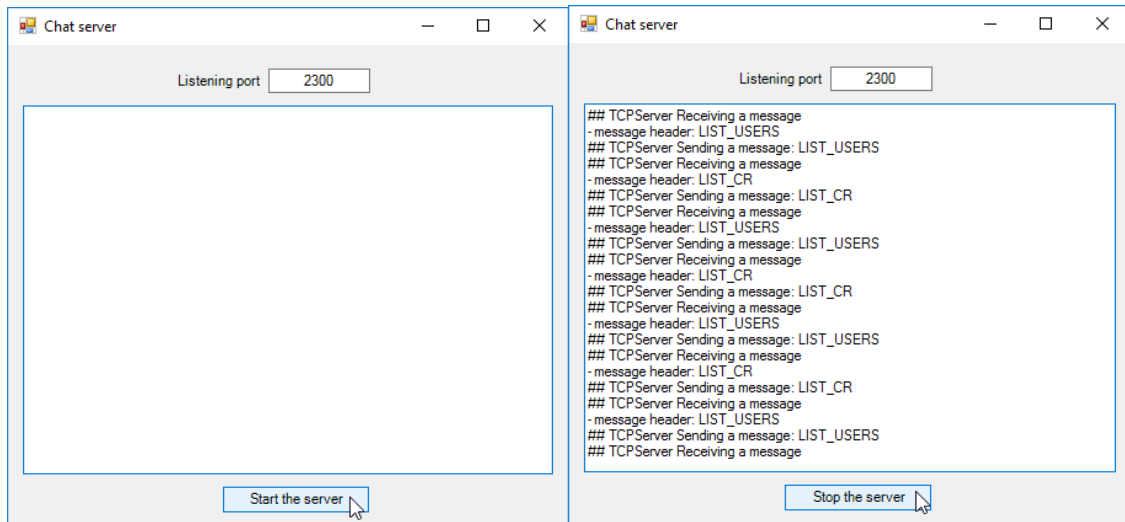 Chat server
Listening port 2300
Start the server
Chat server
Listening port 2300
## TCPServer Receiving a message
- message header: LIST_USERS
## TCPServer Sending a message: LIST_USERS
## TCPServer Receiving a message
- message header: LIST_CR
## TCPServer Sending a message: LIST_CR
## TCPServer Receiving a message
- message header: LIST_USERS
## TCPServer Sending a message: LIST_USERS
## TCPServer Receiving a message
- message header: LIST_CR
## TCPServer Sending a message: LIST_CR
## TCPServer Receiving a message
- message header: LIST_USERS
## TCPServer Sending a message: LIST_USERS
## TCPServer Receiving a message
- message header: LIST_CR
## TCPServer Sending a message: LIST_CR
## TCPServer Receiving a message
- message header: LIST_USERS
## TCPServer Sending a message: LIST_USERS
## TCPServer Receiving a message
Stop the server